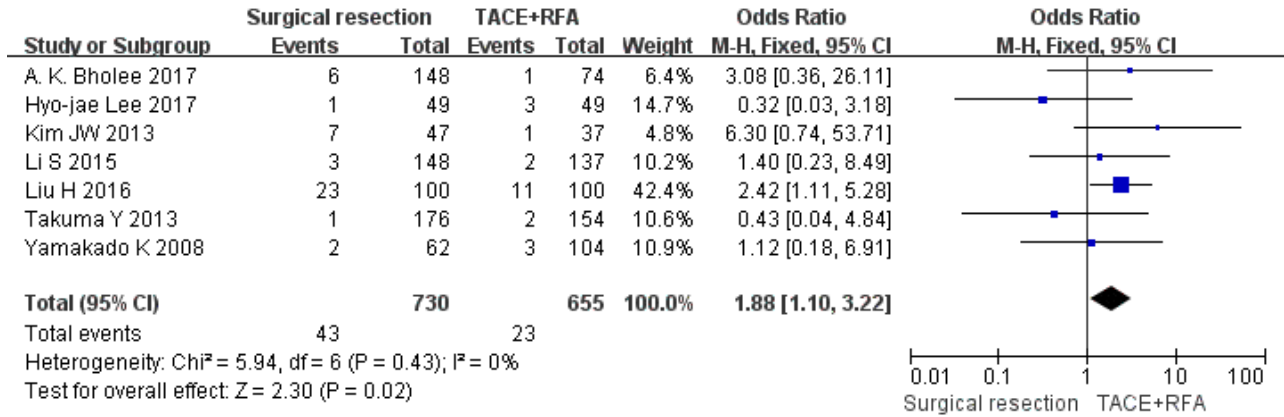 Surgical resection TACE+RFA Odds Ratio Odds Ratio
Study or Subgroup Events Total Events Total Weight M-H, Fixed, 95% CI M-H, Fixed, 95% CI
A. K. Bholee 2017 6 148 1 74 6.4% 3.08 [0.36, 26.11]
Hyo-jae Lee 2017 1 49 3 49 14.7% 0.32 [0.03, 3.18]
Kim JW 2013 7 47 1 37 4.8% 6.30 [0.74, 53.71]
Li S 2015 3 148 2 137 10.2% 1.40 [0.23, 8.49]
Liu H 2016 23 100 11 100 42.4% 2.42 [1.11, 5.28]
Takuma Y 2013 1 176 2 154 10.6% 0.43 [0.04, 4.84]
Yamakado K 2008 2 62 3 104 10.9% 1.12 [0.18, 6.91]
Total (95% CI) 730 655 100.0% 1.88 [1.10, 3.22]
Total events 43 23
Heterogeneity: Chi² = 5.94, df = 6 (P = 0.43); I² = 0%
Test for overall effect: Z = 2.30 (P = 0.02)
0.01 0.1 1 10 100
Surgical resection TACE+RFA